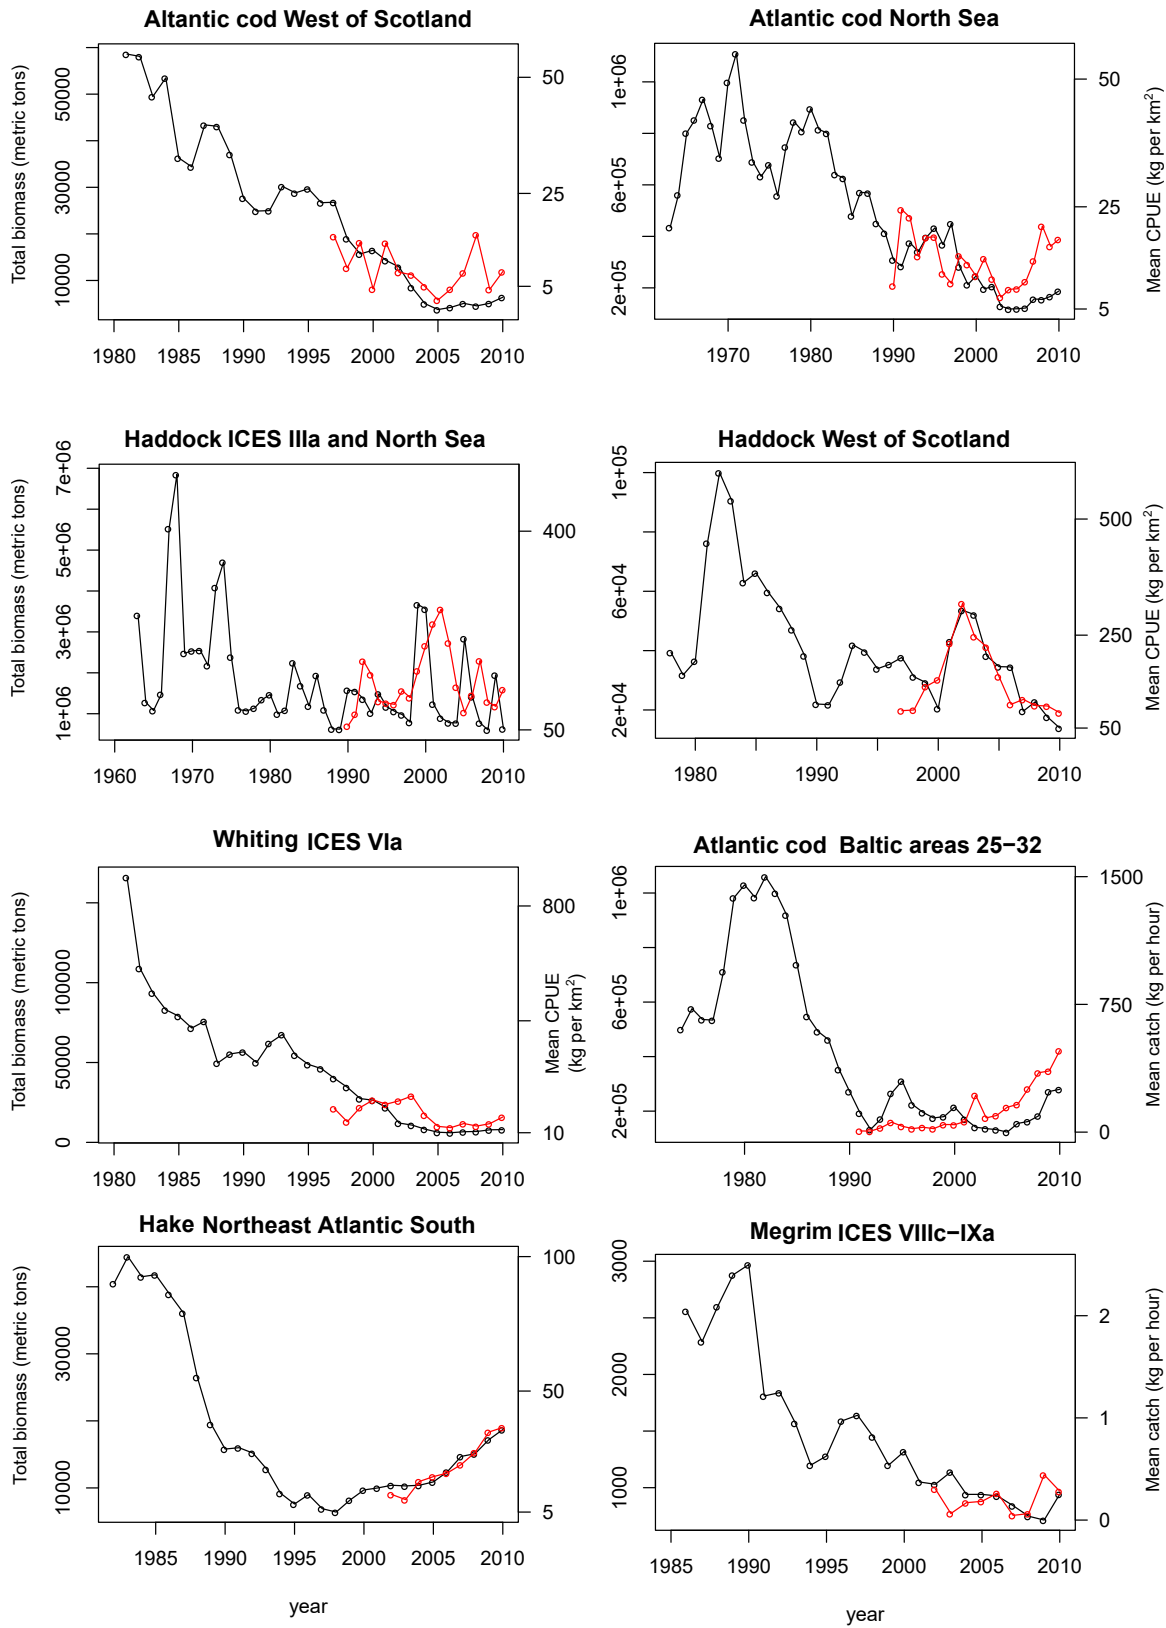 Altantic cod West of Scotland
Total biomass (metric tons)
10000 30000 50000
5 25 50
1980 1985 1990 1995 2000 2005 2010
Atlantic cod North Sea
2e+05 6e+05 1e+06
5 25 50
Mean CPUE (kg per km²)
1970 1980 1990 2000 2010
Haddock ICES IIIa and North Sea
Total biomass (metric tons)
1e+06 3e+06 5e+06 7e+06
50 400
1960 1970 1980 1990 2000 2010
Haddock West of Scotland
2e+04 6e+04 1e+05
50 250 500
Mean CPUE (kg per km²)
1980 1990 2000 2010
Whiting ICES VIa
Total biomass (metric tons)
0 50000 100000
10 800
Mean CPUE
(kg per km²)
1980 1985 1990 1995 2000 2005 2010
Atlantic cod Baltic areas 25−32
2e+05 6e+05 1e+06
0 750 1500
Mean catch (kg per hour)
1980 1990 2000 2010
Hake Northeast Atlantic South
Total biomass (metric tons)
10000 30000
5 50 100
1985 1990 1995 2000 2005 2010
year
Megrim ICES VIIIc−IXa
1000 2000 3000
0 1 2
Mean catch (kg per hour)
1985 1990 1995 2000 2005 2010
year